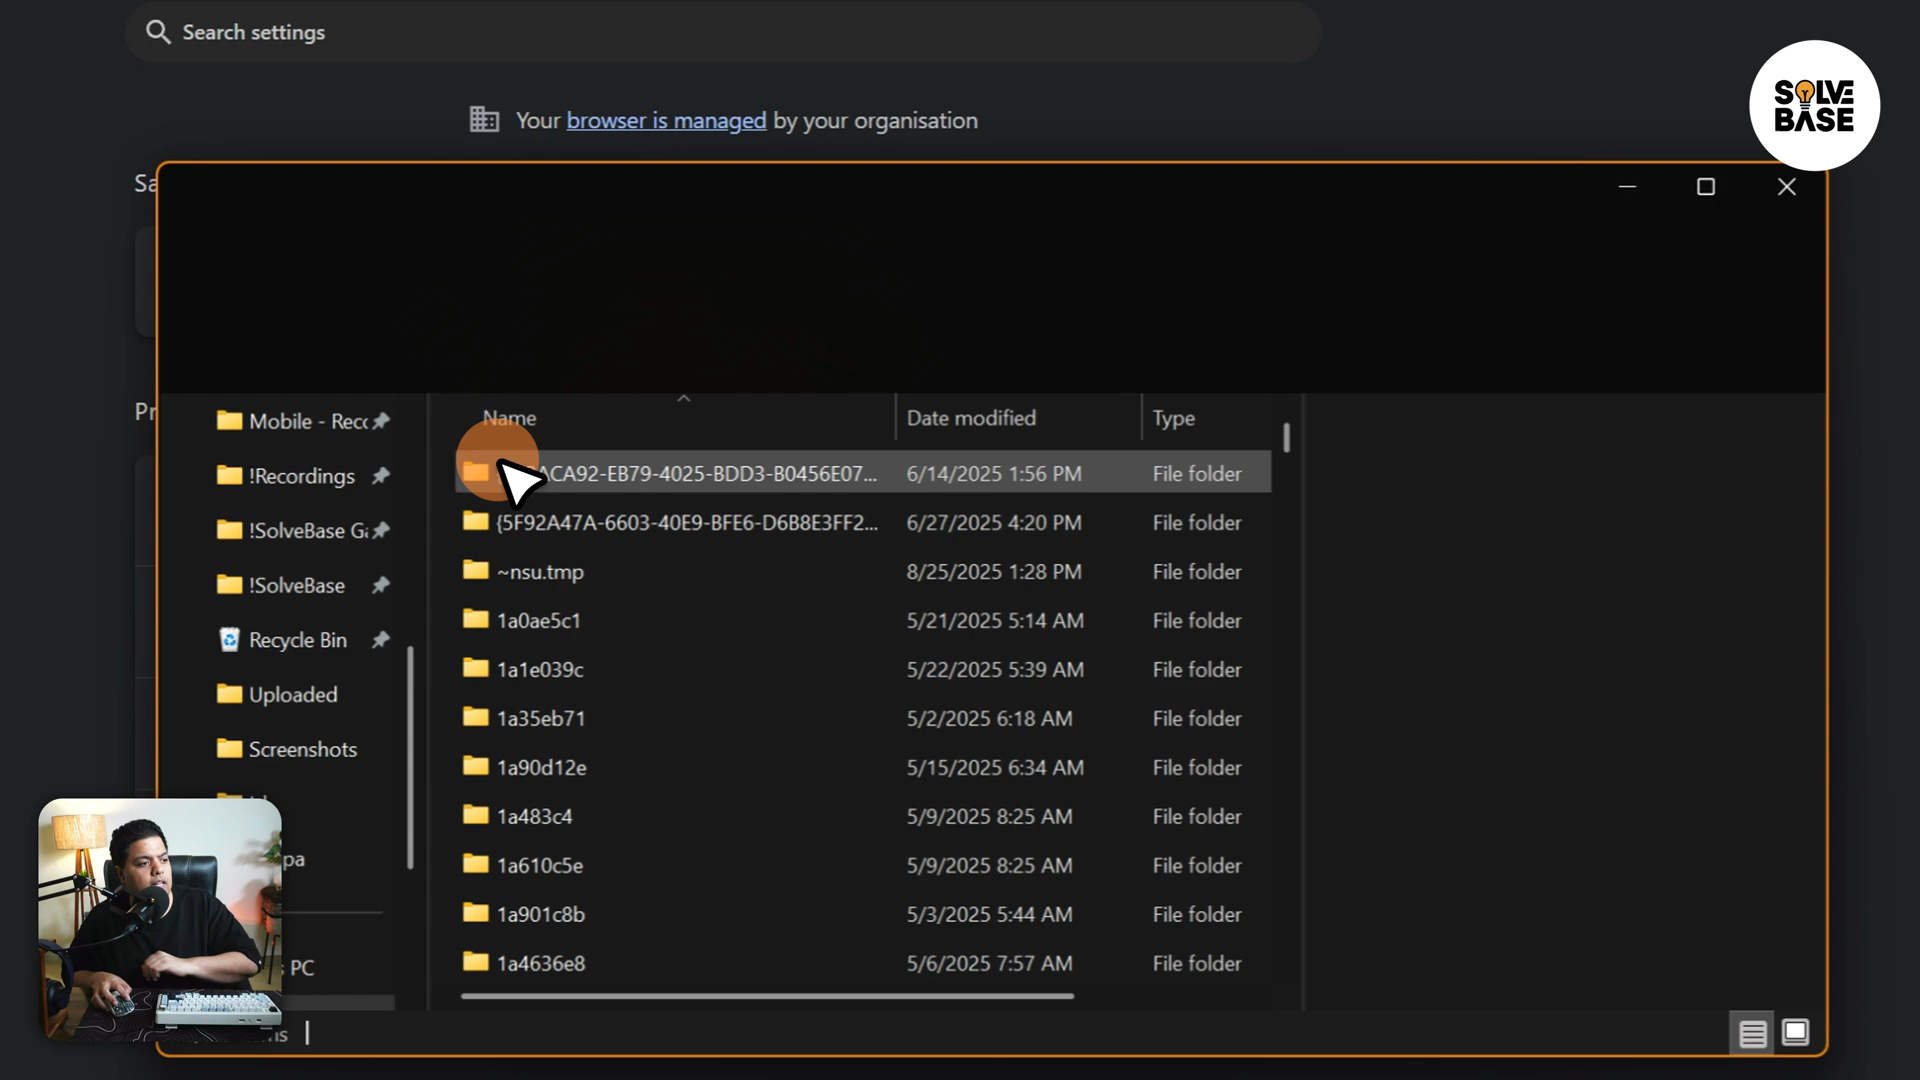 Search settings
SOLVE
BASE
Your browser is managed by your organisation
Sa
Pr
Name
Date modified
Type
Mobile - Reco
ACA92-EB79-4025-BDD3-B0456E07...
6/14/2025 1:56 PM
File folder
!Recordings
{5F92A47A-6603-40E9-BFE6-D6B8E3FF2...
6/27/2025 4:20 PM
File folder
!SolveBase Ga
~nsu.tmp
8/25/2025 1:28 PM
File folder
!SolveBase
1a0ae5c1
5/21/2025 5:14 AM
File folder
Recycle Bin
1a1e039c
5/22/2025 5:39 AM
File folder
Uploaded
1a35eb71
5/2/2025 6:18 AM
File folder
Screenshots
1a90d12e
5/15/2025 6:34 AM
File folder
1a483c4
5/9/2025 8:25 AM
File folder
pa
1a610c5e
5/9/2025 8:25 AM
File folder
1a901c8b
5/3/2025 5:44 AM
File folder
PC
1a4636e8
5/6/2025 7:57 AM
File folder
ns